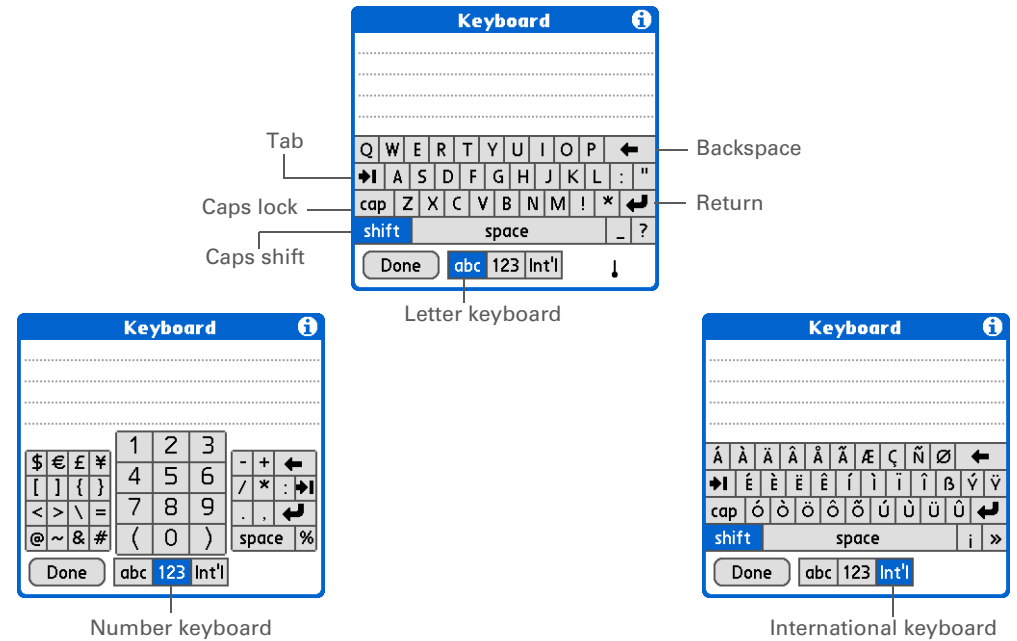 Keyboard
Tab
Q W E R T Y U I O P
Backspace
A S D F G H J K L : "
Caps lock
cap Z X C V B N M ! *
Return
shift space _ ?
Caps shift
Done abc 123 Int'l
Letter keyboard
Keyboard
1 2 3
$ € £ ¥ - +
4 5 6
[ ] { } / * :
7 8 9
< > \ = . ,
( 0 )
@ ~ & # space %
Done abc 123 Int'l
Number keyboard
Keyboard
Á À Ä Â Å Ã Æ Ç Ñ Ø
É È Ë Ê Í Ì Ï Î ß Ý Ÿ
cap Ó Ò Ö Ô Õ Ú Ù Ü Û
shift space ¡ »
Done abc 123 Int'l
International keyboard